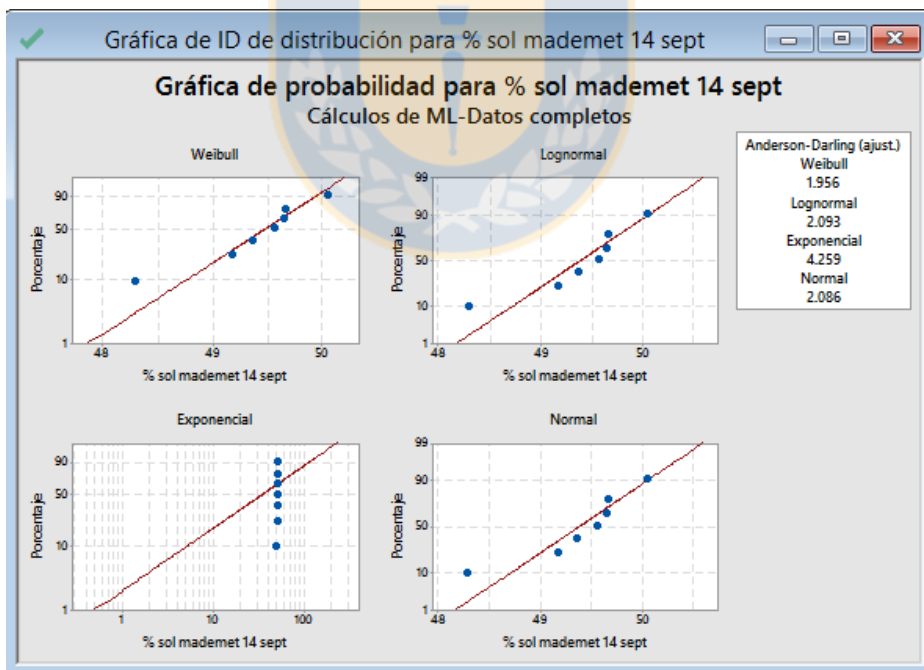 Gráfica de ID de distribución para % sol mademet 14 sept
Gráfica de probabilidad para % sol mademet 14 sept
Cálculos de ML-Datos completos
Weibull
Porcentaje
90
50
10
1
48
49
50
% sol mademet 14 sept
Lognormal
Porcentaje
99
90
50
10
1
48
49
50
% sol mademet 14 sept
Anderson-Darling (ajust.)
Weibull
1.956
Lognormal
2.093
Exponencial
4.259
Normal
2.086
Exponencial
Porcentaje
90
50
10
1
1
10
100
% sol mademet 14 sept
Normal
Porcentaje
99
90
50
10
1
48
49
50
% sol mademet 14 sept